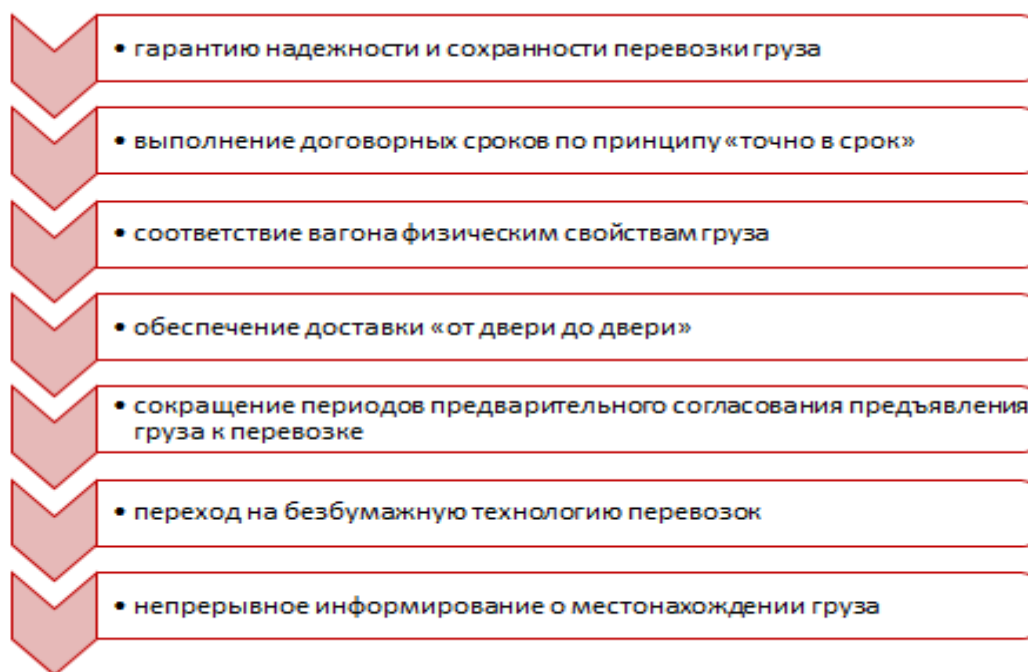 • гарантию надежности и сохранности перевозки груза
• выполнение договорных сроков по принципу «точно в срок»
• соответствие вагона физическим свойствам груза
• обеспечение доставки «от двери до двери»
• сокращение периодов предварительного согласования предъявления
груза к перевозке
• переход на безбумажную технологию перевозок
• непрерывное информирование о местонахождении груза